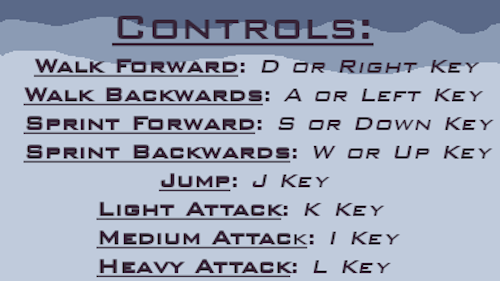 Controls:
Walk Forward: D or Right Key
Walk Backwards: A or Left Key
Sprint Forward: S or Down Key
Sprint Backwards: W or Up Key
Jump: J Key
Light Attack: K Key
Medium Attack: I Key
Heavy Attack: L Key